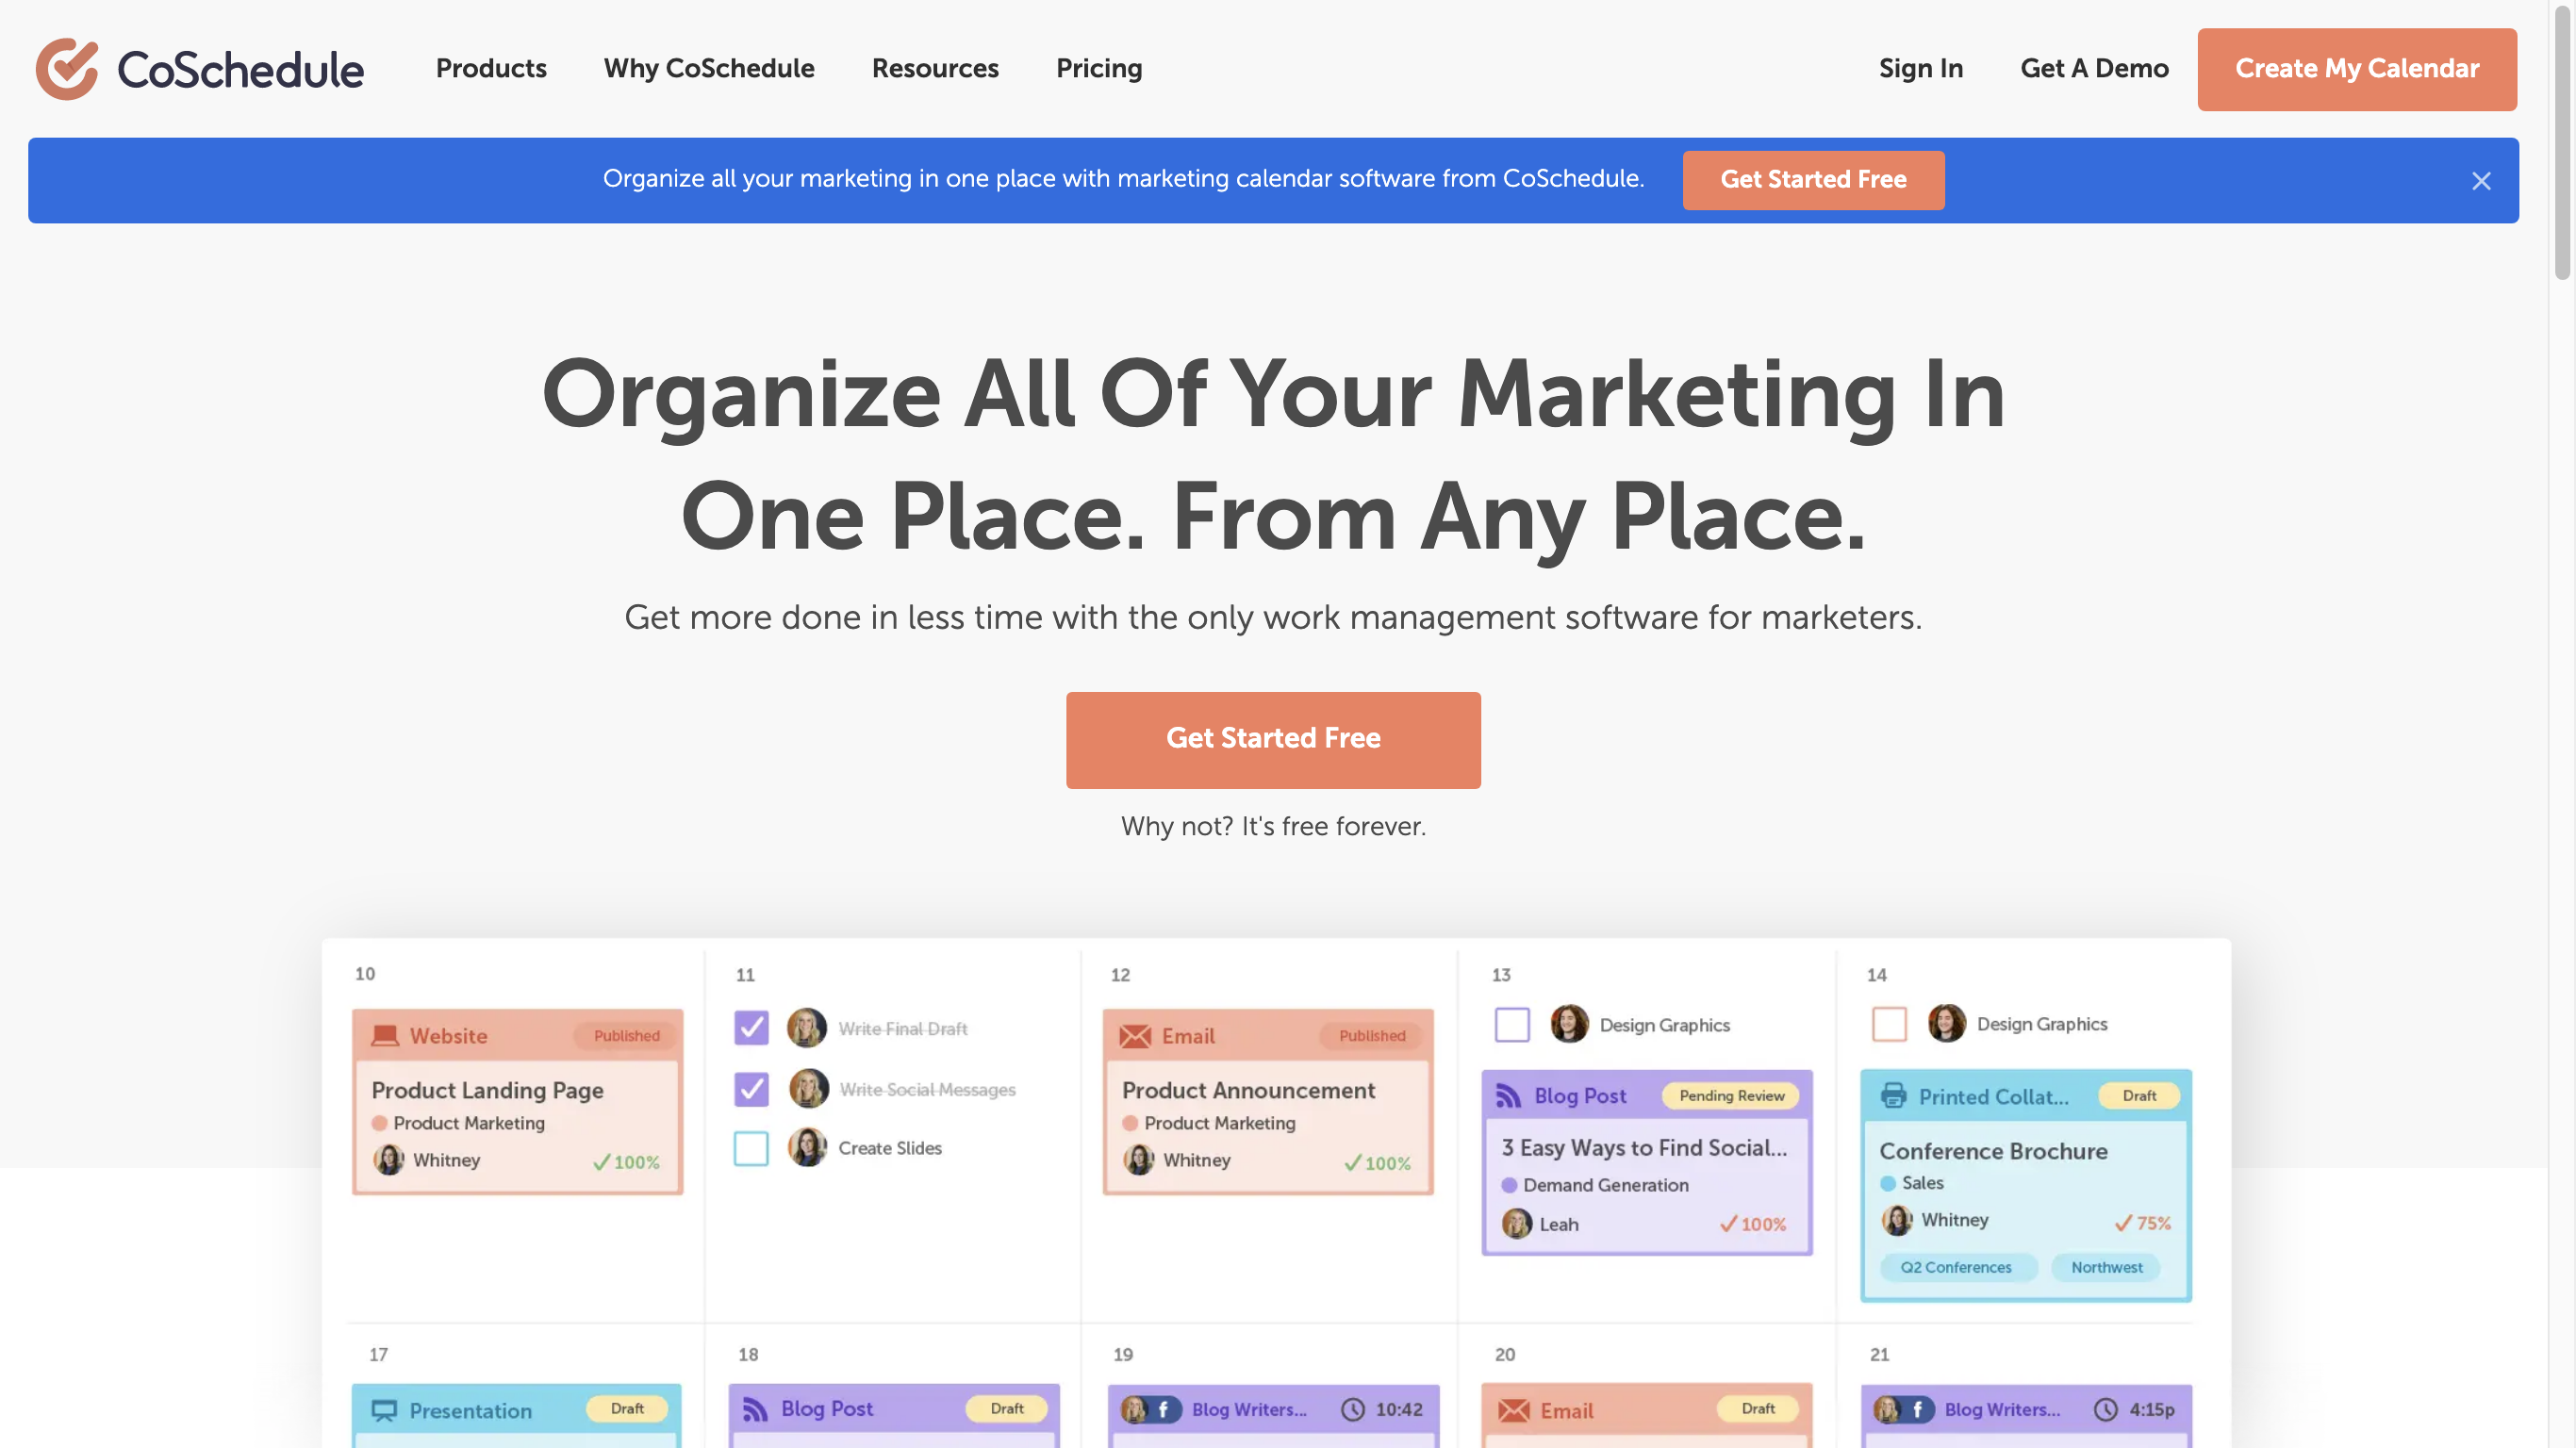 CoSchedule
Products
Why CoSchedule
Resources
Pricing
Sign In
Get A Demo
Create My Calendar
Organize all your marketing in one place with marketing calendar software from CoSchedule.
Get Started Free
Organize All Of Your Marketing In
One Place. From Any Place.
Get more done in less time with the only work management software for marketers.
Get Started Free
Why not? It's free forever.
10
Website
Published
Product Landing Page
Product Marketing
Whitney
100%
11
Write Final Draft
Write Social Messages
Create Slides
12
Email
Published
Product Announcement
Product Marketing
Whitney
100%
13
Design Graphics
Blog Post
Pending Review
3 Easy Ways to Find Social...
Demand Generation
Leah
100%
14
Design Graphics
Printed Collat...
Draft
Conference Brochure
Sales
Whitney
75%
Q2 Conferences
Northwest
17
Presentation
Draft
18
Blog Post
Draft
19
Blog Writers...
10:42
20
Email
Draft
21
Blog Writers...
4:15p